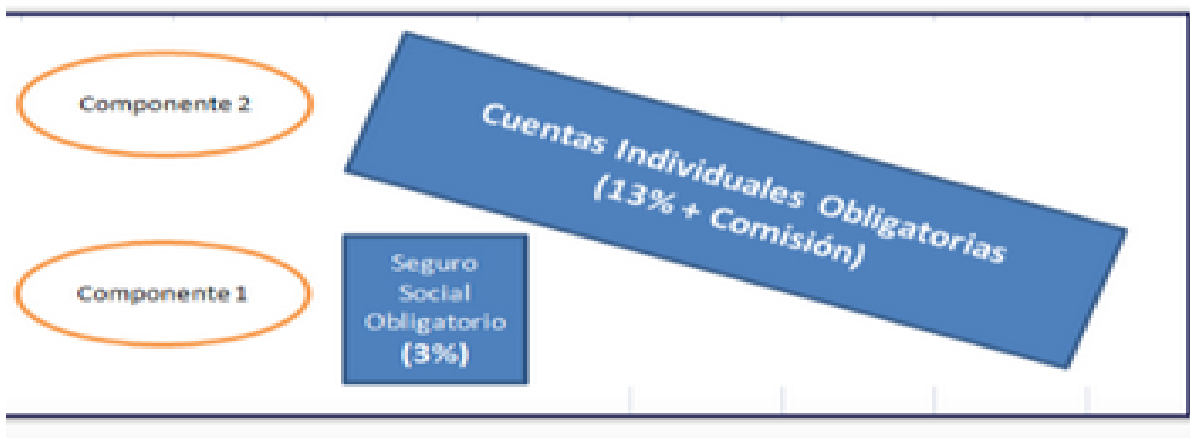 Componente 2
Cuentas Individuales Obligatorias
(13% + Comisión)
Componente 1
Seguro
Social
Obligatorio
(3%)